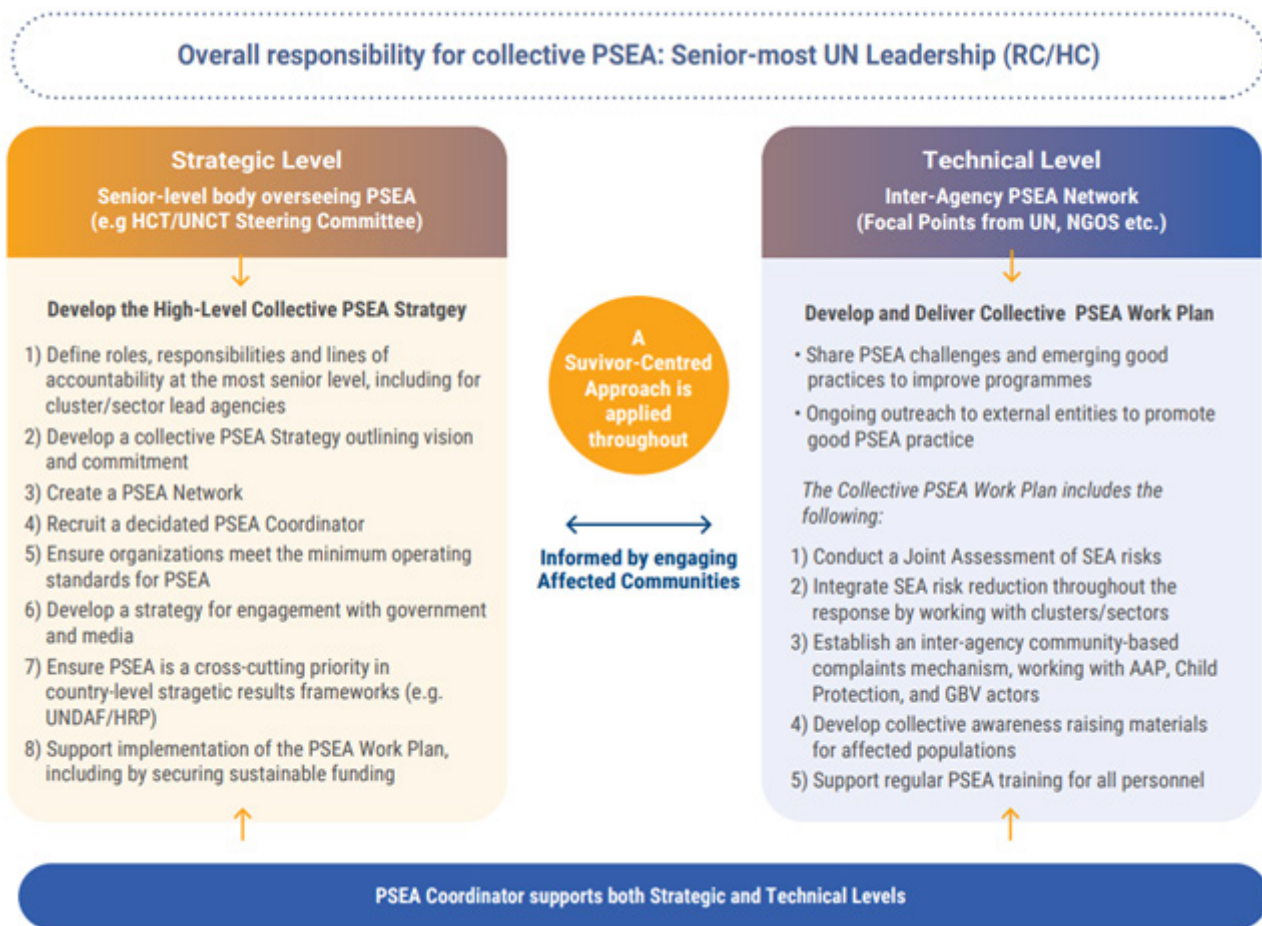 Overall responsibility for collective PSEA: Senior-most UN Leadership (RC/HC)
Strategic Level
Senior-level body overseeing PSEA
(e.g HCT/UNCT Steering Committee)
Develop the High-Level Collective PSEA Stratgey
1) Define roles, responsibilities and lines of
accountability at the most senior level, including for
cluster/sector lead agencies
2) Develop a collective PSEA Strategy outlining vision
and commitment
3) Create a PSEA Network
4) Recruit a decidated PSEA Coordinator
5) Ensure organizations meet the minimum operating
standards for PSEA
6) Develop a strategy for engagement with government
and media
7) Ensure PSEA is a cross-cutting priority in
country-level stragetic results frameworks (e.g.
UNDAF/HRP)
8) Support implementation of the PSEA Work Plan,
including by securing sustainable funding
A
Suvivor-Centred
Approach is
applied
throughout
Informed by engaging
Affected Communities
Technical Level
Inter-Agency PSEA Network
(Focal Points from UN, NGOS etc.)
Develop and Deliver Collective PSEA Work Plan
• Share PSEA challenges and emerging good
practices to improve programmes
• Ongoing outreach to external entities to promote
good PSEA practice
The Collective PSEA Work Plan includes the
following:
1) Conduct a Joint Assessment of SEA risks
2) Integrate SEA risk reduction throughout the
response by working with clusters/sectors
3) Establish an inter-agency community-based
complaints mechanism, working with AAP, Child
Protection, and GBV actors
4) Develop collective awareness raising materials
for affected populations
5) Support regular PSEA training for all personnel
PSEA Coordinator supports both Strategic and Technical Levels